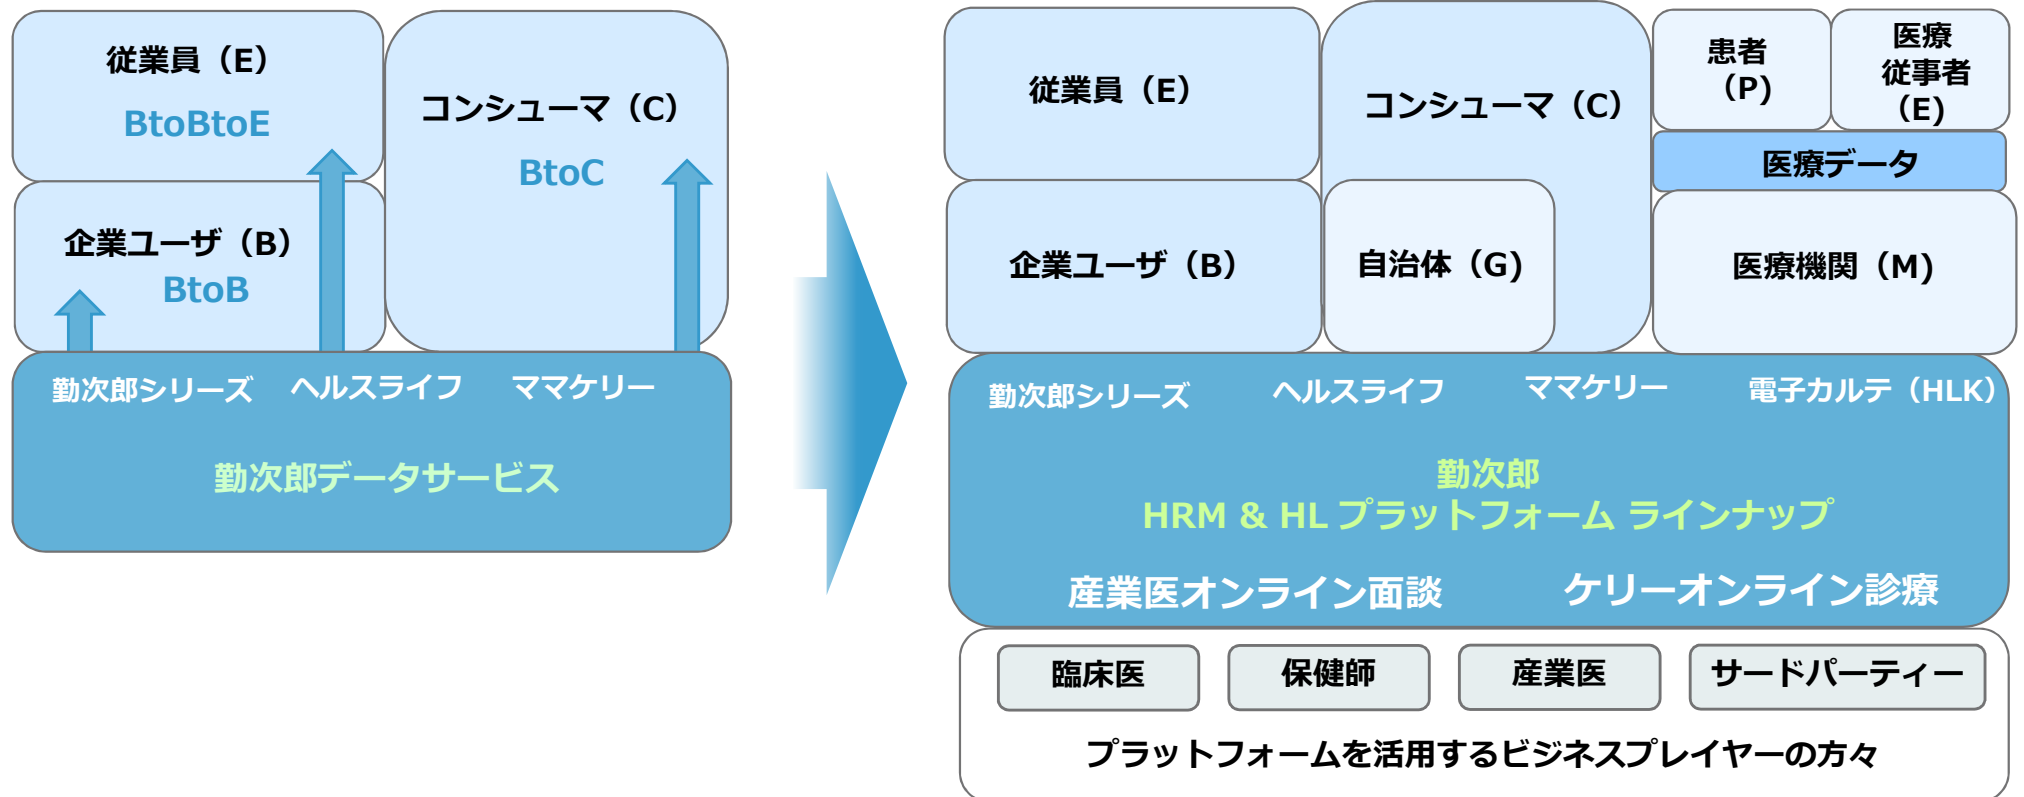 従業員（E）
BtoBtoE
コンシューマ（C）
BtoC
企業ユーザ（B）
BtoB
勤次郎シリーズ
ヘルスライフ
ママケリー
勤次郎データサービス
従業員（E）
コンシューマ（C）
患者
（P)
医療
従事者
（E)
医療データ
企業ユーザ（B）
自治体（G)
医療機関（M)
勤次郎シリーズ
ヘルスライフ
ママケリー
電子カルテ（HLK）
勤次郎
HRM & HL プラットフォーム ラインナップ
産業医オンライン面談
ケリーオンライン診療
臨床医
保健師
産業医
サードパーティー
プラットフォームを活用するビジネスプレイヤーの方々